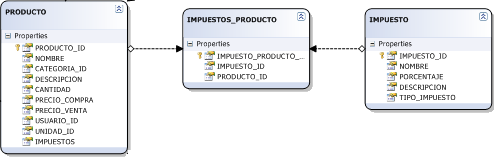 PRODUCTO
Properties
PRODUCTO_ID
NOMBRE
CATEGORIA_ID
DESCRIPCION
CANTIDAD
PRECIO_COMPRA
PRECIO_VENTA
USUARIO_ID
UNIDAD_ID
IMPUESTOS
IMPUESTOS_PRODUCTO
Properties
IMPUESTO_PRODUCTO_...
IMPUESTO_ID
PRODUCTO_ID
IMPUESTO
Properties
IMPUESTO_ID
NOMBRE
PORCENTAJE
DESCRIPCION
TIPO_IMPUESTO